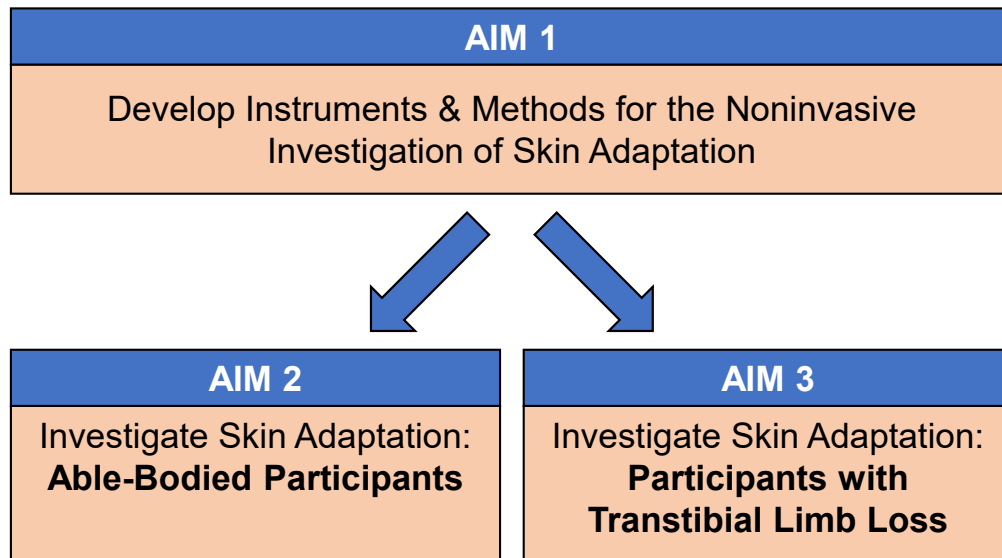 AIM 1
Develop Instruments & Methods for the Noninvasive
Investigation of Skin Adaptation
AIM 2
Investigate Skin Adaptation:
Able-Bodied Participants
AIM 3
Investigate Skin Adaptation:
Participants with
Transtibial Limb Loss